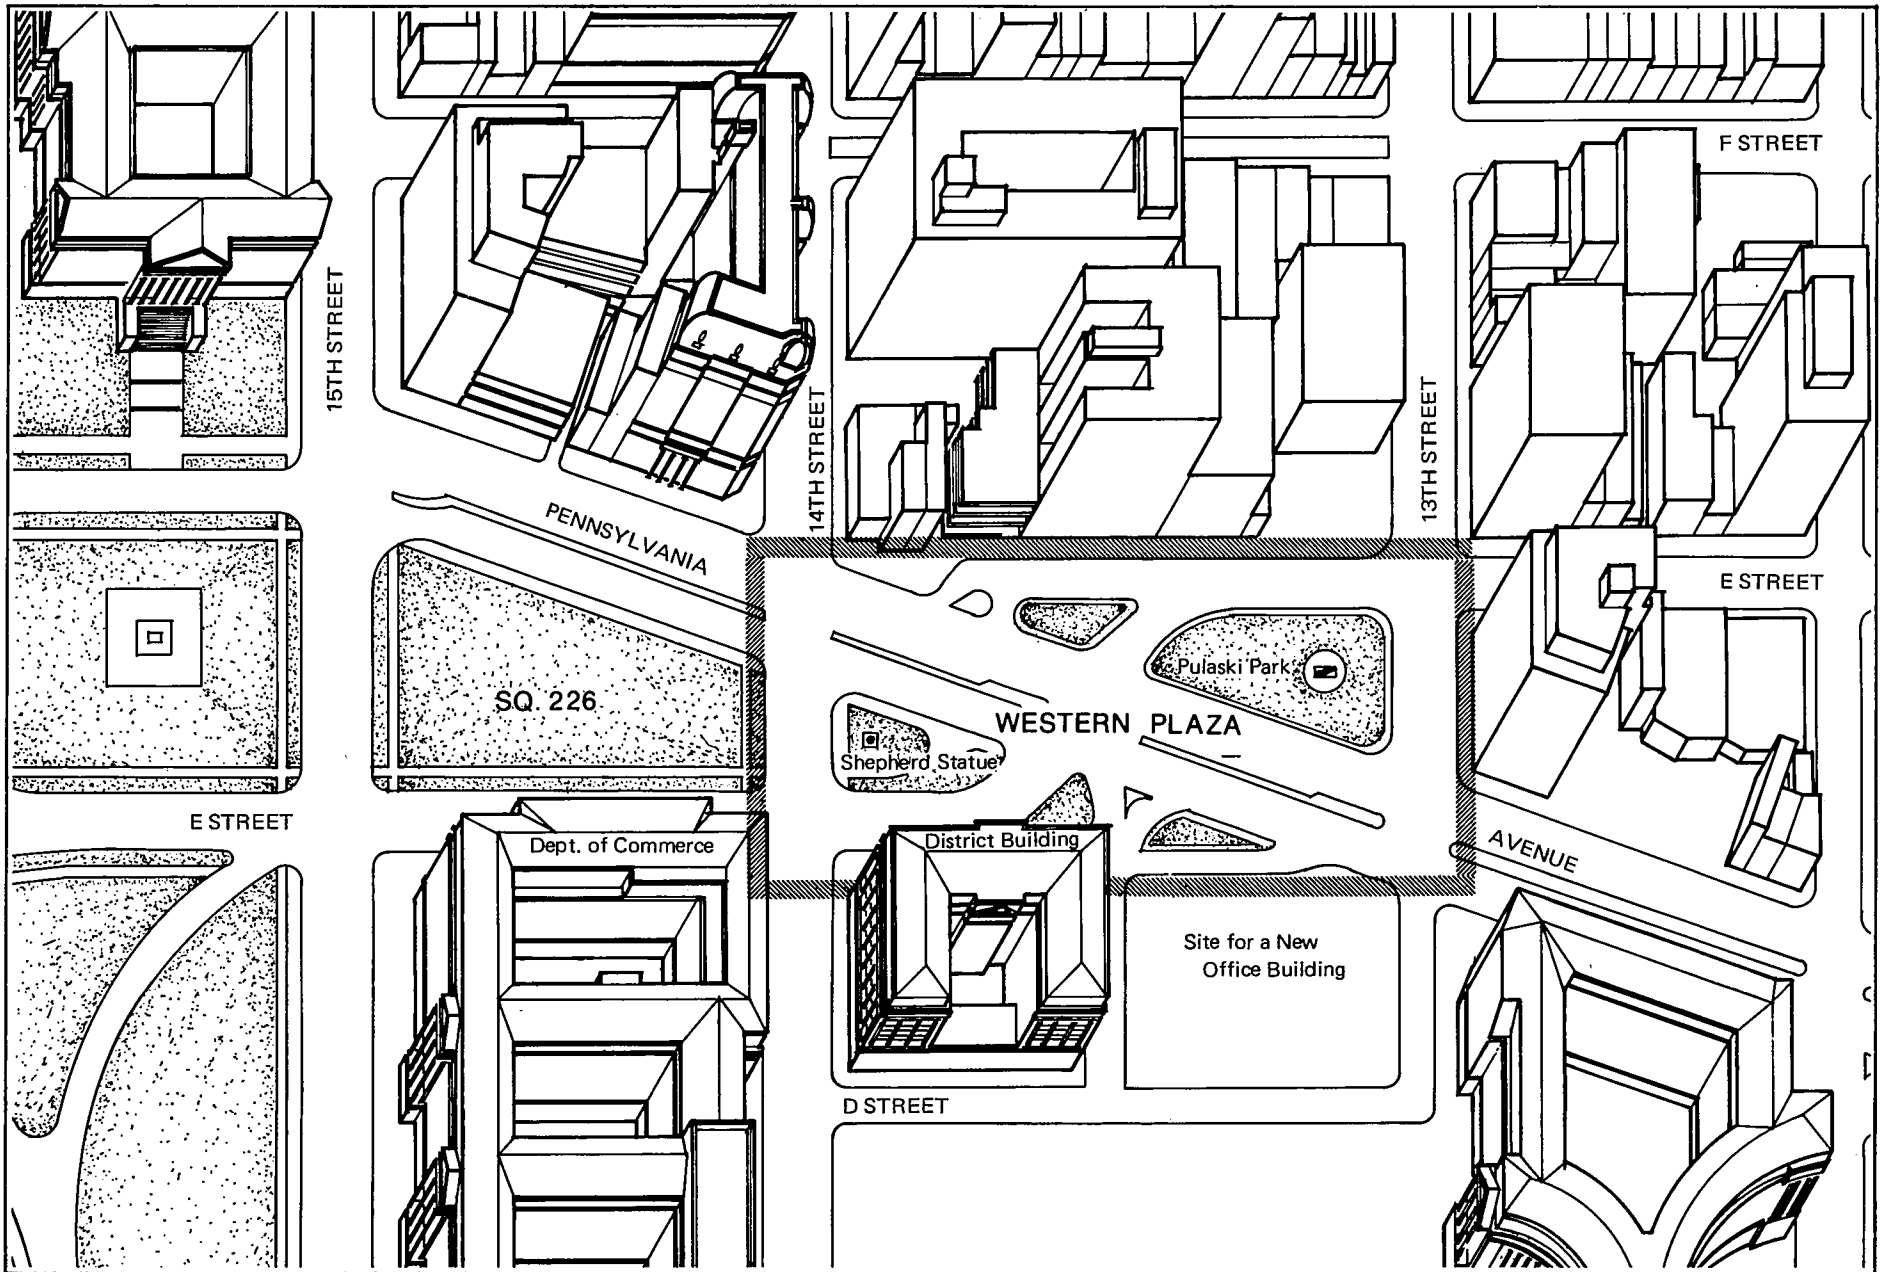 F STREET
15TH STREET
14TH STREET
13TH STREET
PENNSYLVANIA
E STREET
Pulaski Park
SQ. 226
WESTERN PLAZA
Shepherd Statue
E STREET
Dept. of Commerce
District Building
AVENUE
Site for a New
Office Building
D STREET